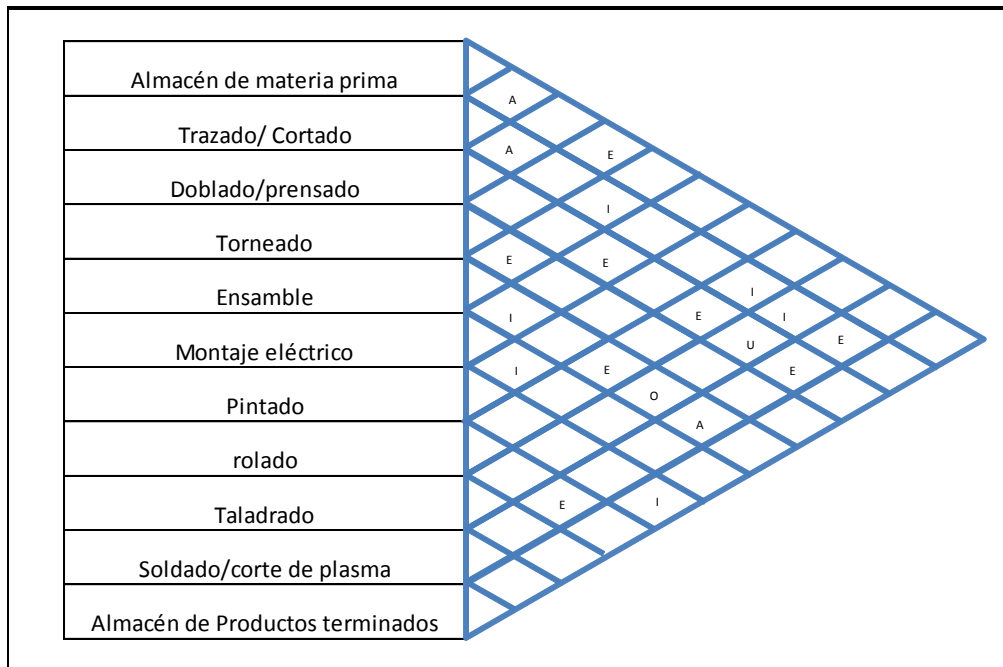 Almacén de materia prima
A
Trazado/ Cortado
A
E
Doblado/prensado
I
Torneado
E
E
Ensamble
I
I
E
I
Montaje eléctrico
U
E
I
E
E
Pintado
O
A
rolado
Taladrado
E
I
Soldado/corte de plasma
Almacén de Productos terminados